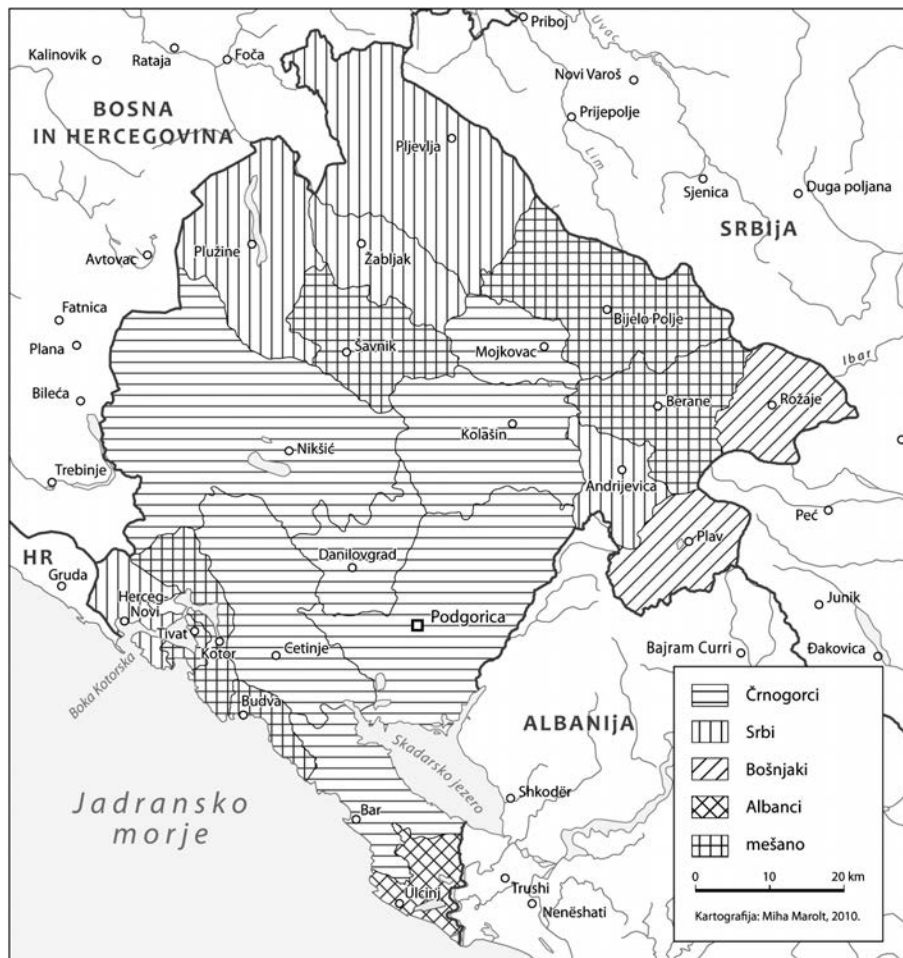 Priboj
Uvac
Kalinovik
Rataja
Foča
Novi Varoš
BOSNA
IN HERCEGOVINA
Prijepolje
Pljevlja
Lim
Sjenica
Duga poljana
SRBIjA
Avtovac
Plužine
Žabljak
Fatnica
Bijelo Polje
Plana
Šavnik
Mojkovac
Ibar
Bileća
Berane
Rožaje
Kolašin
Nikšić
Trebinje
Andrijevica
Peć
Plav
HR
Danilovgrad
Gruda
Herceg-
Novi
Junik
Podgorica
Tivat
Kotor
Cetinje
Bajram Curri
Đakovica
Boka Kotorska
Budva
ALBANIjA
Skadarsko jezero
Jadransko
morje
Shkodër
Bar
Ulcinj
Trushi
Nenëshati
Črnogorci
Srbi
Bošnjaki
Albanci
mešano
0 10 20 km
Kartografija: Miha Marolt, 2010.